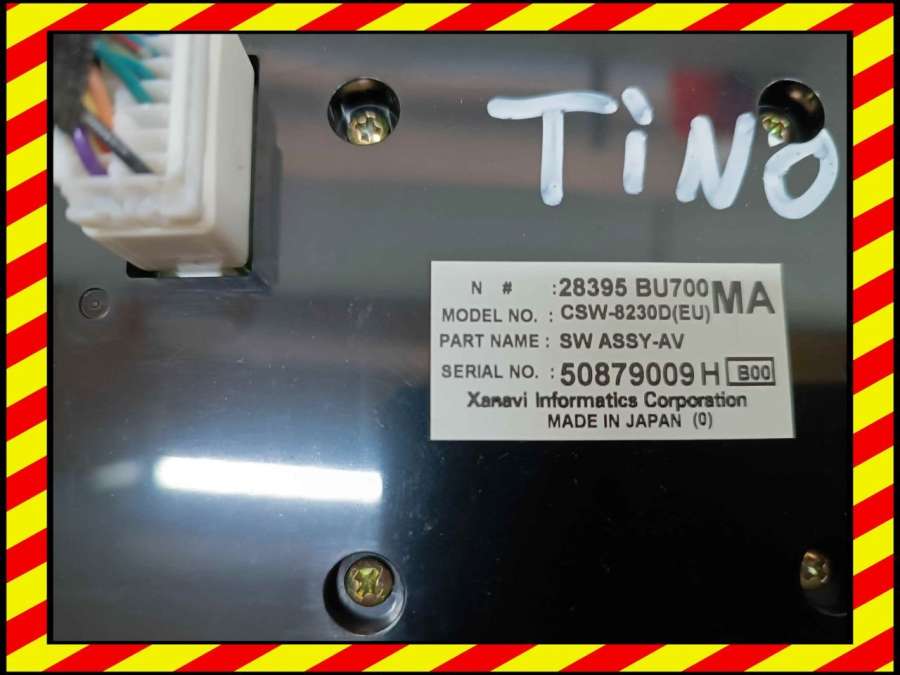 TiNO
N # : 28395 BU700 MA
MODEL NO. : CSW-8230D(EU)
PART NAME : SW ASSY-AV
SERIAL NO. : 50879009 H B00
Xanavi Informatics Corporation
MADE IN JAPAN (0)